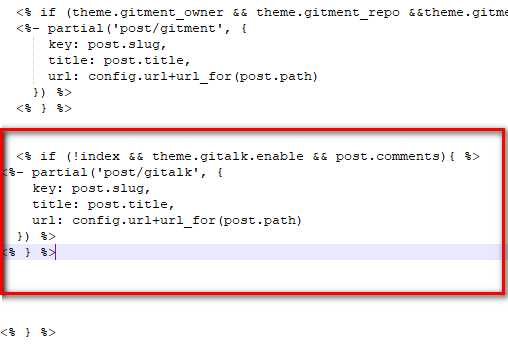 <% if (theme.gitment_owner && theme.gitment_repo &&theme.gitme
<%- partial('post/gitment', {
key: post.slug,
title: post.title,
url: config.url+url_for(post.path)
}) %>
<% } %>
<% if (!index && theme.gitalk.enable && post.comments){ %>
<%- partial('post/gitalk', {
key: post.slug,
title: post.title,
url: config.url+url_for(post.path)
}) %>
<% } %>
<% } %>